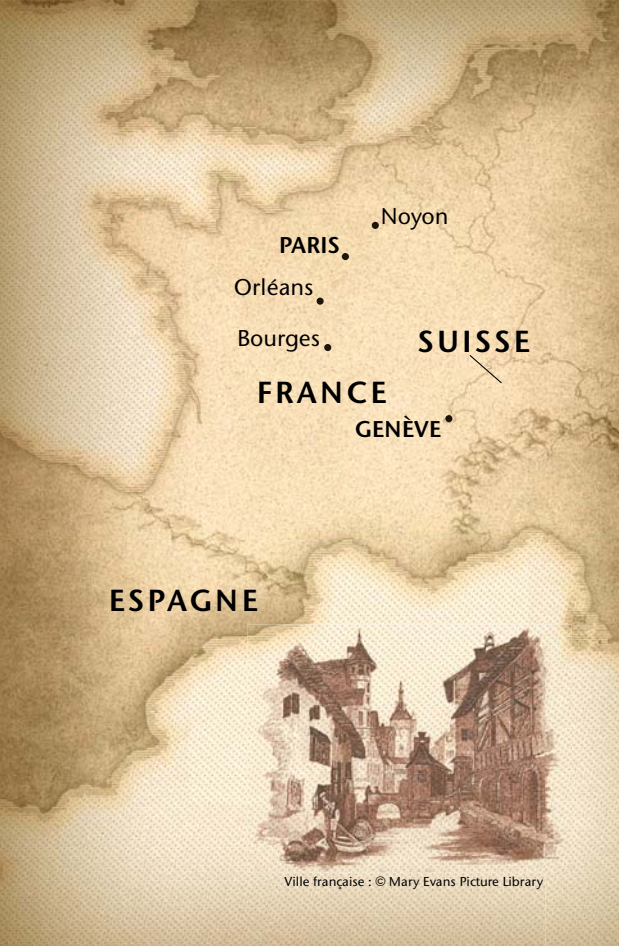 Noyon
PARIS
Orléans
Bourges
SUISSE
FRANCE
GENÈVE
ESPAGNE
Ville française : © Mary Evans Picture Library